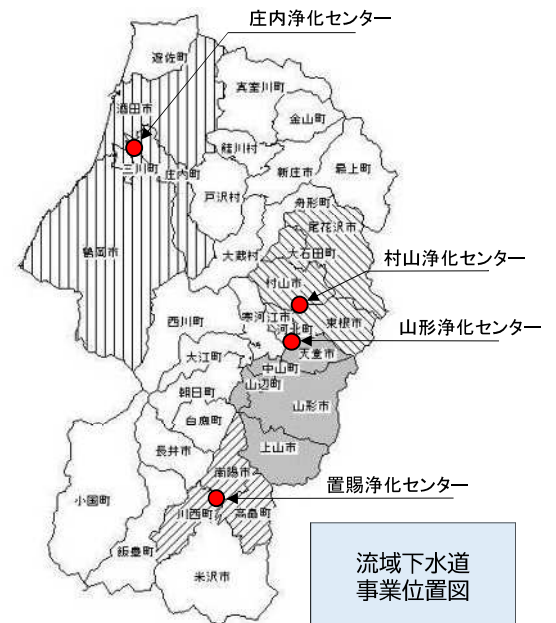 庄内浄化センター
遊佐町
真室川町
酒田市
金山町
鮭川村
最上町
三川町
庄内町
新庄市
戸沢村
舟形町
尾花沢市
鶴岡市
大蔵村
大石田町
村山浄化センター
村山市
寒河江市
東根市
西川町
河北町
山形浄化センター
大江町
天童市
中山町
朝日町
山辺町
山形市
白鷹町
上山市
長井市
南陽市
置賜浄化センター
小国町
川西町
高畠町
飯豊町
米沢市
流域下水道
事業位置図